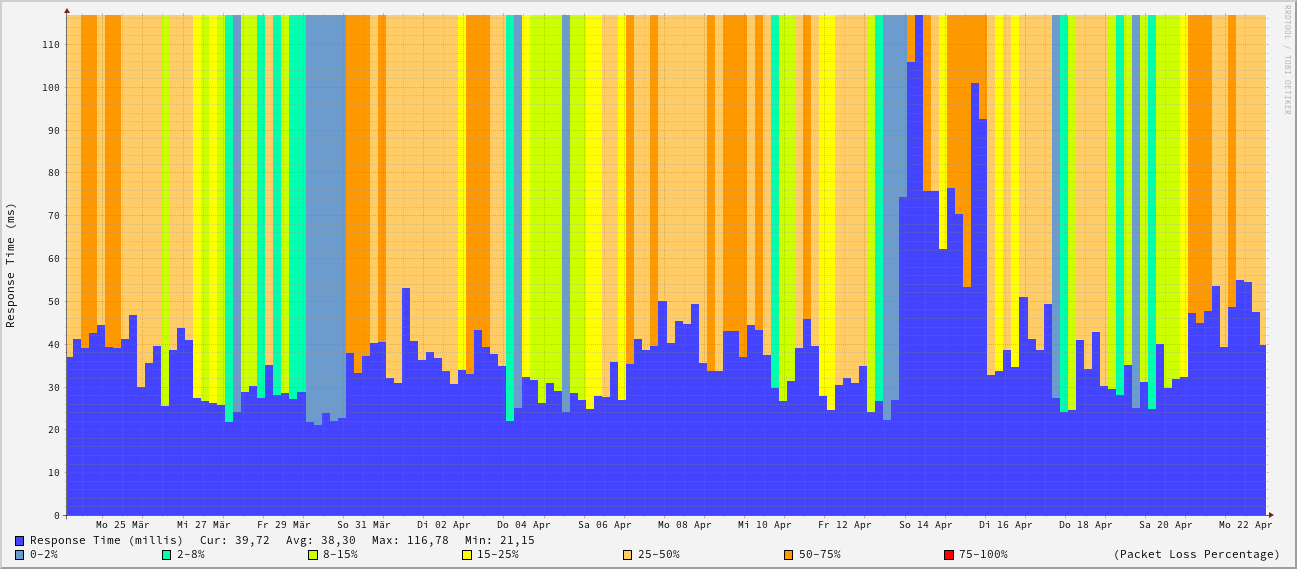 RRDTOOL / TOBI OETIKER
Response Time (ms)
110
100
90
80
70
60
50
40
30
20
10
0
Mo 25 Mär Mi 27 Mär Fr 29 Mär So 31 Mär Di 02 Apr Do 04 Apr Sa 06 Apr Mo 08 Apr Mi 10 Apr Fr 12 Apr So 14 Apr Di 16 Apr Do 18 Apr Sa 20 Apr Mo 22 Apr
Response Time (millis) Cur: 39,72 Avg: 38,30 Max: 116,78 Min: 21,15
0-2% 2-8% 8-15% 15-25% 25-50% 50-75% 75-100% (Packet Loss Percentage)